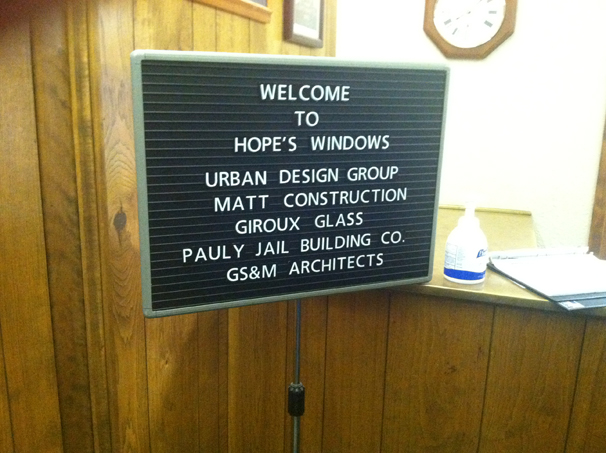 WELCOME
TO
HOPE'S WINDOWS
URBAN DESIGN GROUP
MATT CONSTRUCTION
GIROUX GLASS
PAULY JAIL BUILDING CO.
GS&M ARCHITECTS